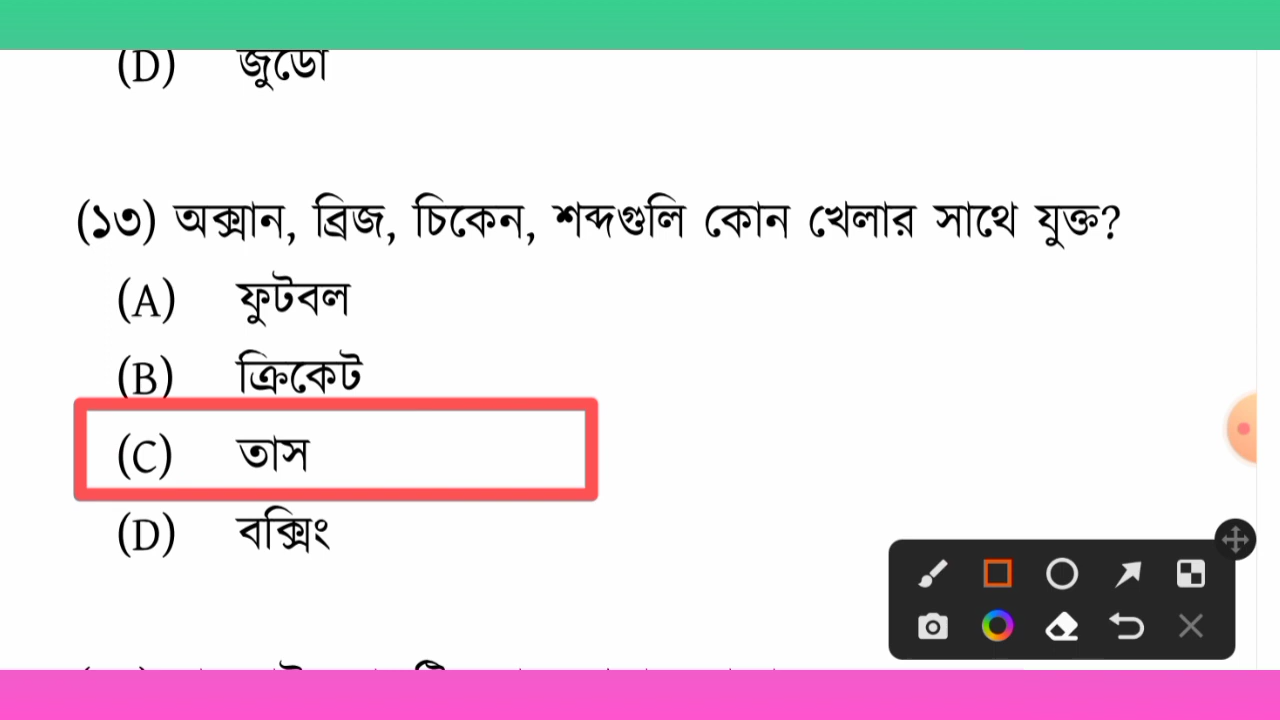 (D) জুডো
(১৩) অক্সান, ব্রিজ, চিকেন, শব্দগুলি কোন খেলার সাথে যুক্ত?
(A) ফুটবল
(B) ক্রিকেট
(C) তাস
(D) বক্সিং